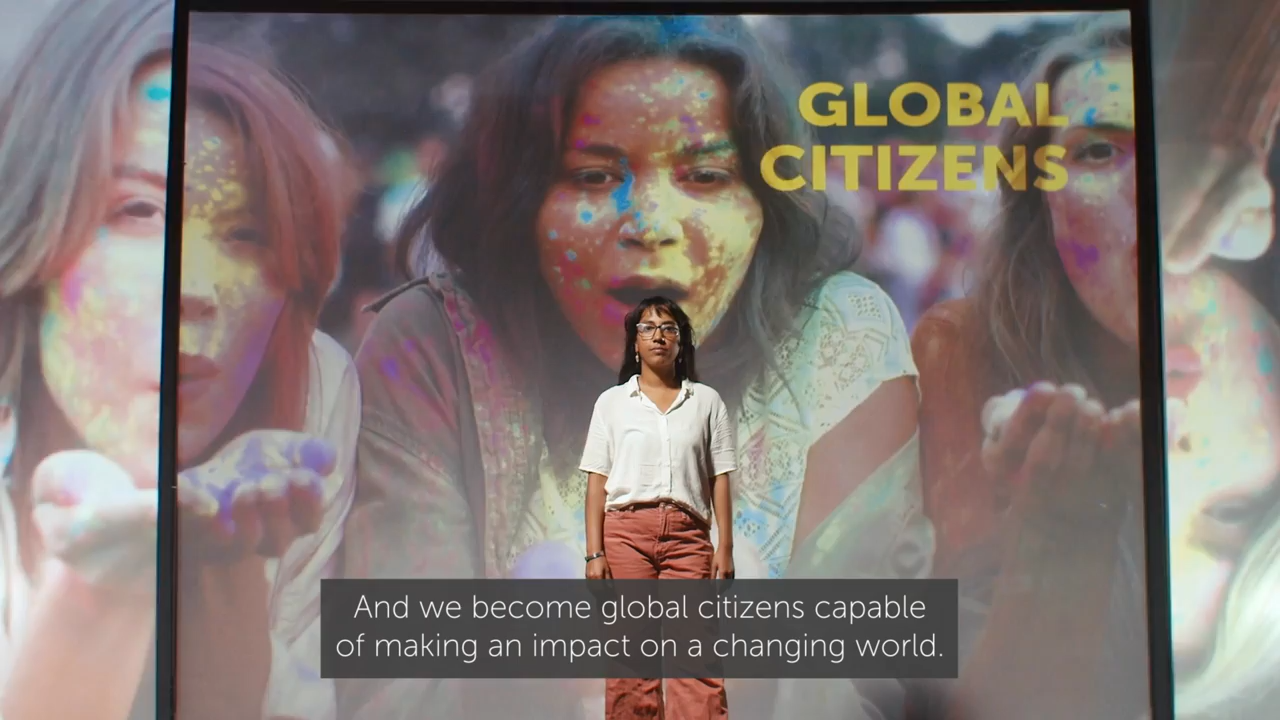 GLOBAL
CITIZENS
And we become global citizens capable
of making an impact on a changing world.